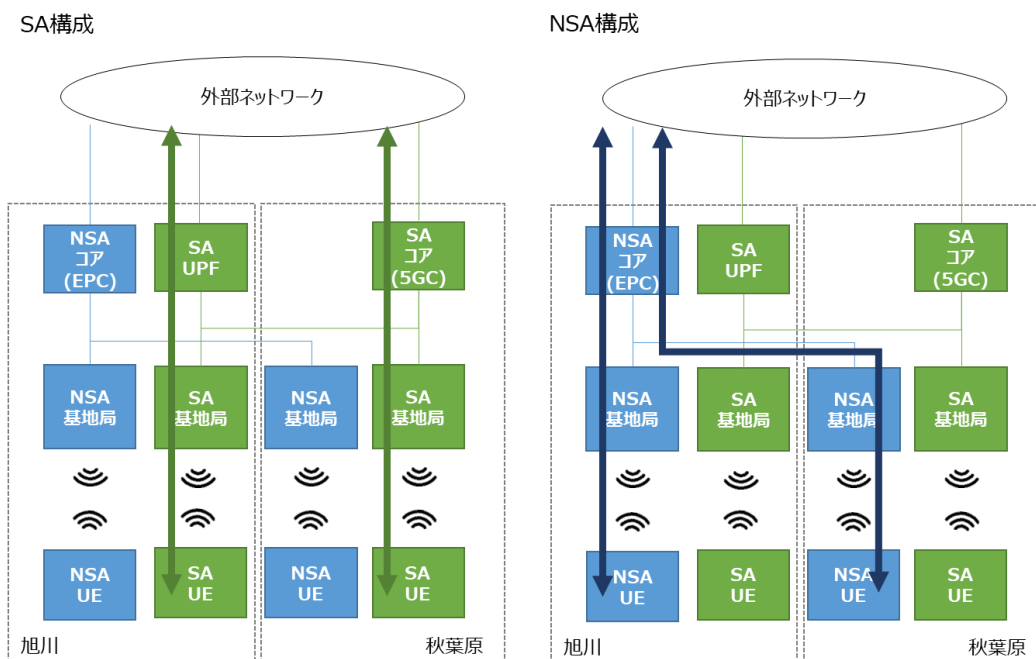 SA構成
外部ネットワーク
NSA
コア
(EPC)
SA
UPF
SA
コア
(5GC)
NSA
基地局
SA
基地局
NSA
基地局
SA
基地局
NSA
UE
SA
UE
NSA
UE
SA
UE
旭川
秋葉原
NSA構成
外部ネットワーク
NSA
コア
(EPC)
SA
UPF
SA
コア
(5GC)
NSA
基地局
SA
基地局
NSA
基地局
SA
基地局
NSA
UE
SA
UE
NSA
UE
SA
UE
旭川
秋葉原